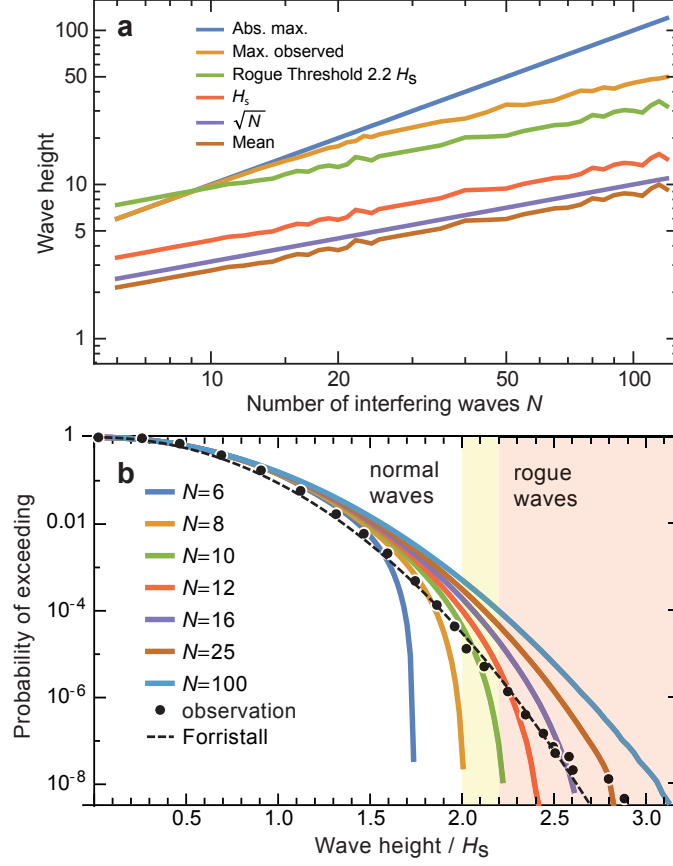 a
Abs. max.
Max. observed
Rogue Threshold 2.2 Hs
Hs
√N
Mean
Wave height
100
50
10
5
1
10
20
50
100
Number of interfering waves N
b
normal waves
rogue waves
N=6
N=8
N=10
N=12
N=16
N=25
N=100
observation
Forristall
Probability of exceeding
1
0.01
10⁻⁴
10⁻⁶
10⁻⁸
0.5
1.0
1.5
2.0
2.5
3.0
Wave height / Hs